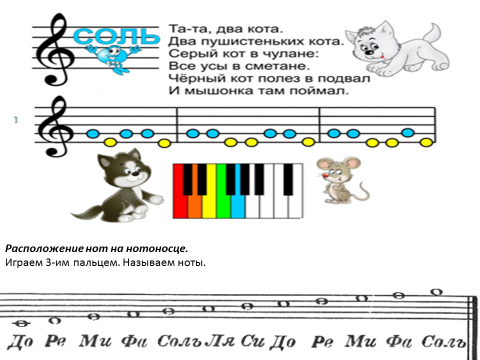 СОЛЬ
Та-та, два кота.
Два пушистеньких кота.
Серый кот в чулане:
Все усы в сметане.
Чёрный кот полез в подвал
И мышонка там поймал.
1
Расположение нот на нотоносце.
Играем 3-им пальцем. Называем ноты.
До Ре Ми Фа Соль Ля Си До Ре Ми Фа Соль